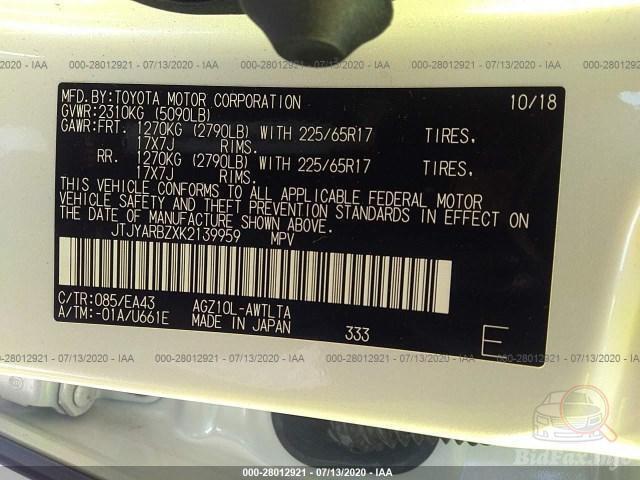 000-28012921 - 07/13/2020 - IAA
MFD.BY:TOYOTA MOTOR CORPORATION 10/18
GVWR:2310KG (5090LB)
GAWR:FRT. 1270KG (2790LB) WITH 225/65R17 TIRES,
17X7J RIMS.
RR. 1270KG (2790LB) WITH 225/65R17 TIRES,
17X7J RIMS.
THIS VEHICLE CONFORMS TO ALL APPLICABLE FEDERAL MOTOR
VEHICLE SAFETY AND THEFT PREVENTION STANDARDS IN EFFECT ON
THE DATE OF MANUFACTURE SHOWN ABOVE.
JTJYARBZXK2139959 MPV
C/TR:085/EA43 AGZ10L-AWTLTA
A/TM:-01A/U661E MADE IN JAPAN 333 E
000-28012921 - 07/13/2020 - IAA
BidFax.info